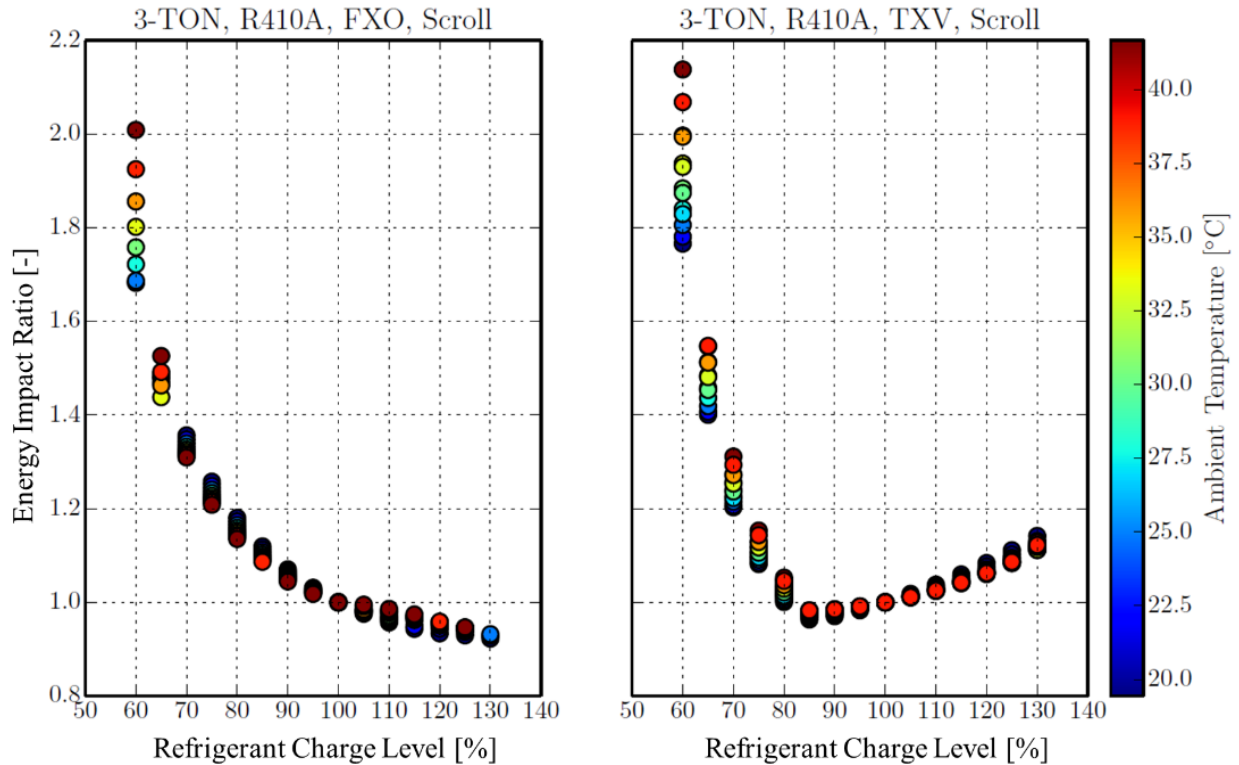 3-TON, R410A, FXO, Scroll
3-TON, R410A, TXV, Scroll
Energy Impact Ratio [-]
2.2
2.0
1.8
1.6
1.4
1.2
1.0
0.8
50 60 70 80 90 100 110 120 130 140
Refrigerant Charge Level [%]
50 60 70 80 90 100 110 120 130 140
Refrigerant Charge Level [%]
40.0
37.5
35.0
32.5
30.0
27.5
25.0
22.5
20.0
Ambient Temperature [°C]